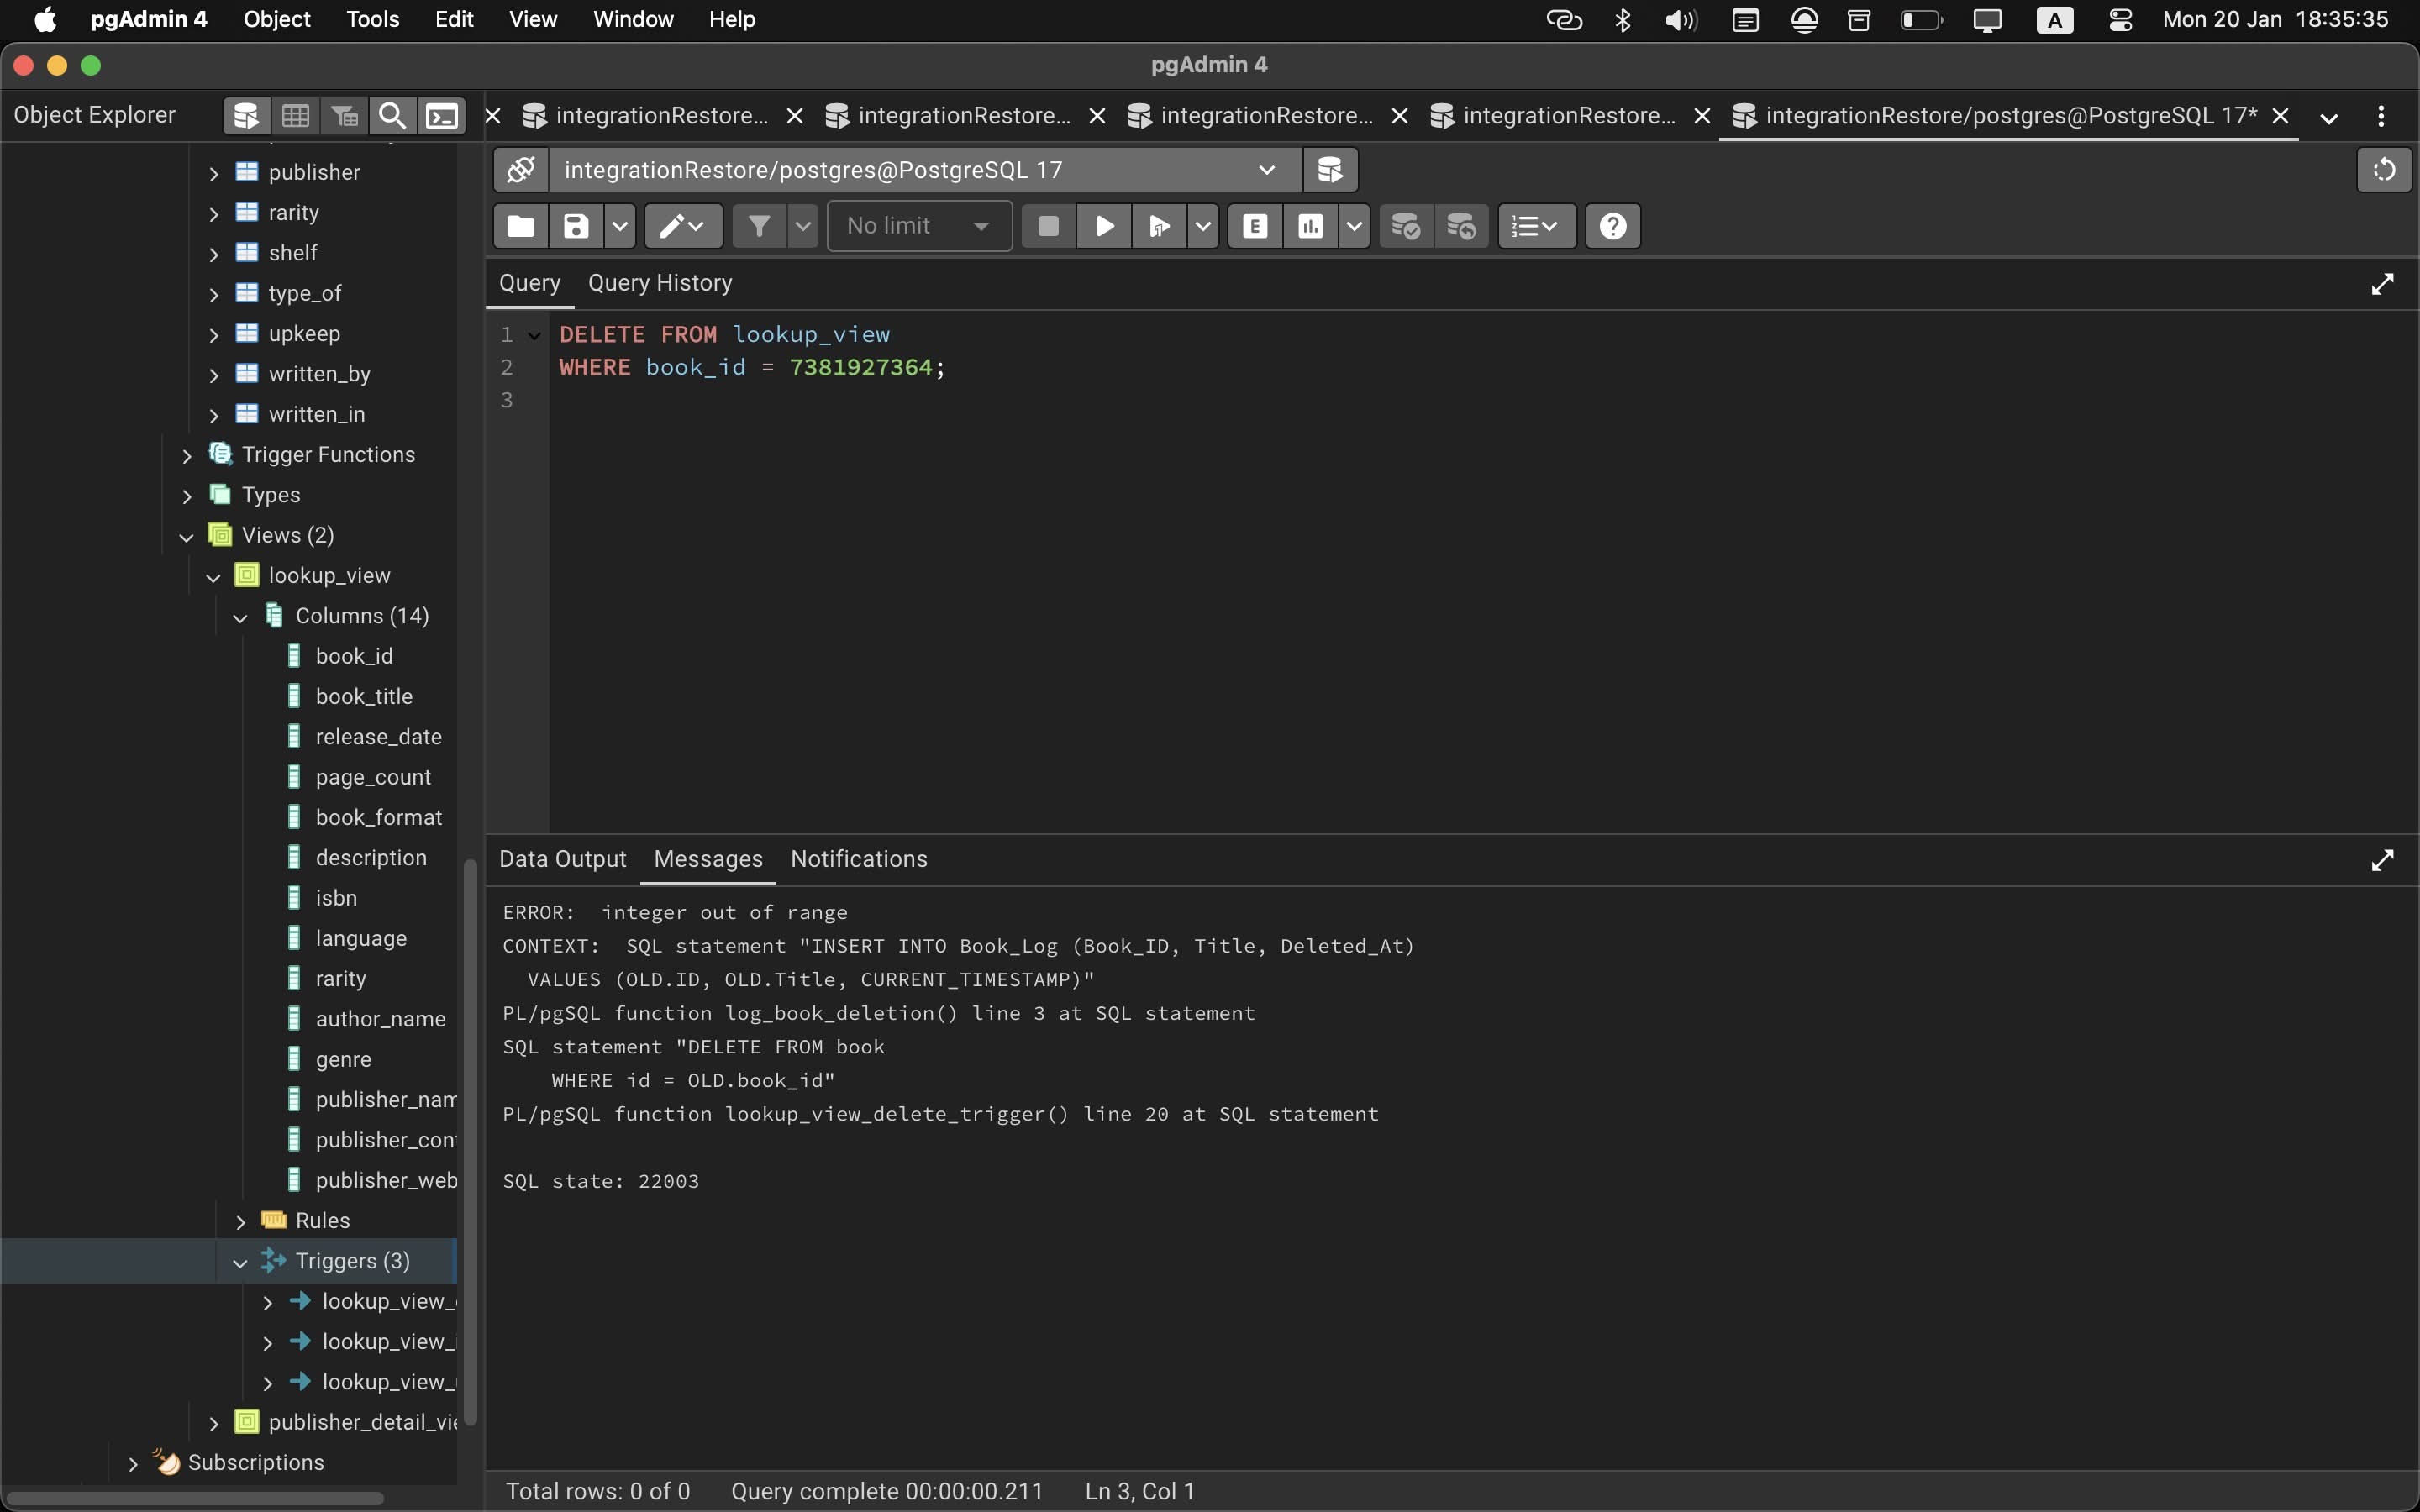 pgAdmin 4 Object Tools Edit View Window Help A Mon 20 Jan 18:35:35
pgAdmin 4
Object Explorer
integrationRestore... integrationRestore... integrationRestore... integrationRestore... integrationRestore/postgres@PostgreSQL 17*
integrationRestore/postgres@PostgreSQL 17
No limit E
Query Query History
1 DELETE FROM lookup_view
2 WHERE book_id = 7381927364;
3
publisher
rarity
shelf
type_of
upkeep
written_by
written_in
Trigger Functions
Types
Views (2)
lookup_view
Columns (14)
book_id
book_title
release_date
page_count
book_format
description
isbn
language
rarity
author_name
genre
publisher_nam
publisher_con
publisher_web
Rules
Triggers (3)
lookup_view_
lookup_view_
lookup_view_
publisher_detail_vie
Subscriptions
Data Output Messages Notifications
ERROR:  integer out of range
CONTEXT:  SQL statement "INSERT INTO Book_Log (Book_ID, Title, Deleted_At)
VALUES (OLD.ID, OLD.Title, CURRENT_TIMESTAMP)"
PL/pgSQL function log_book_deletion() line 3 at SQL statement
SQL statement "DELETE FROM book
WHERE id = OLD.book_id"
PL/pgSQL function lookup_view_delete_trigger() line 20 at SQL statement
SQL state: 22003
Total rows: 0 of 0 Query complete 00:00:00.211 Ln 3, Col 1